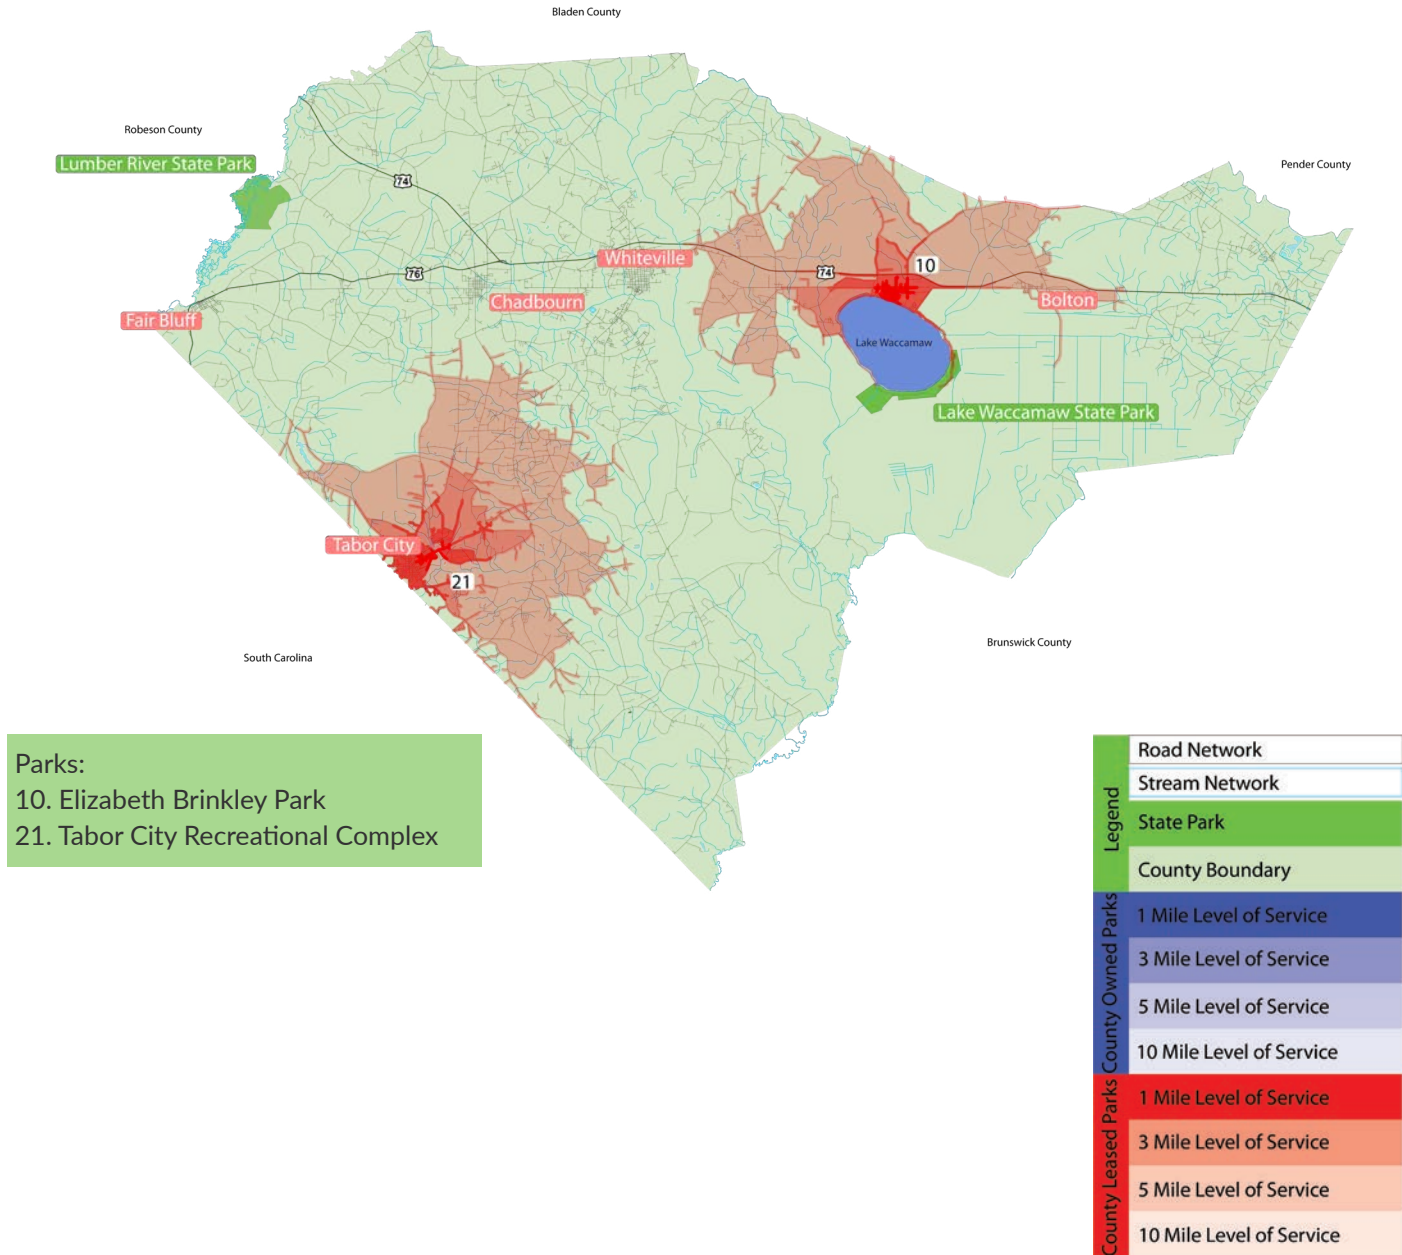 Bladen County
Robeson County
Lumber River State Park
Pender County
74
Whiteville
10
76
74
Chadbourn
Bolton
Fair Bluff
Lake Waccamaw
Lake Waccamaw State Park
Tabor City
21
Brunswick County
South Carolina
Parks:
10. Elizabeth Brinkley Park
21. Tabor City Recreational Complex
Legend
Road Network
Stream Network
State Park
County Boundary
County Owned Parks
1 Mile Level of Service
3 Mile Level of Service
5 Mile Level of Service
10 Mile Level of Service
County Leased Parks
1 Mile Level of Service
3 Mile Level of Service
5 Mile Level of Service
10 Mile Level of Service